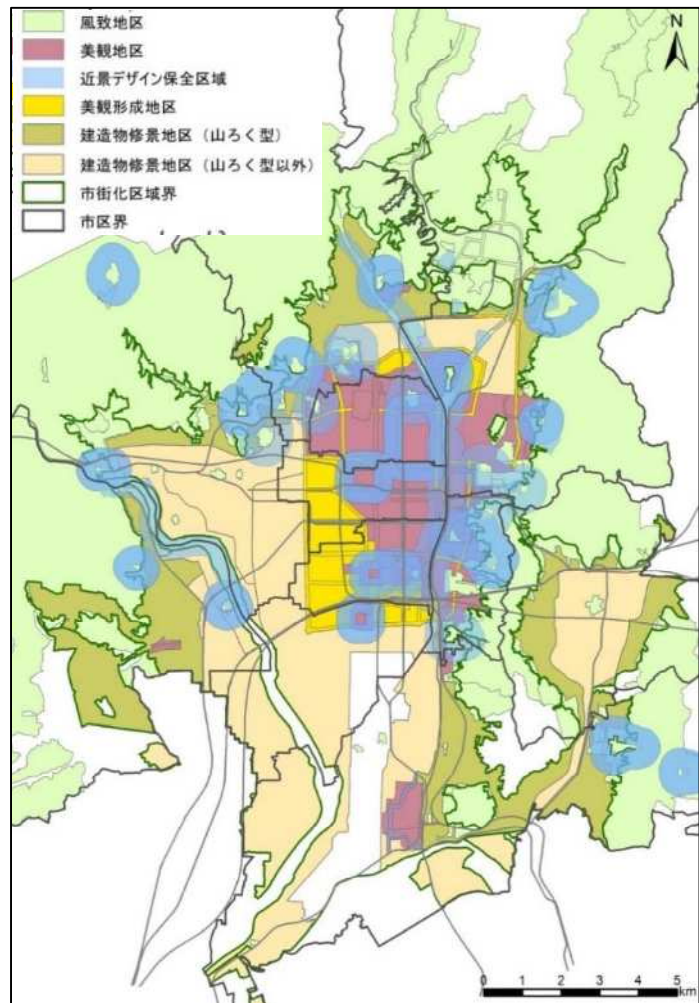 風致地区
美観地区
近景デザイン保全区域
美観形成地区
建造物修景地区（山ろく型）
建造物修景地区（山ろく型以外）
市街化区域界
市区界
N
0 1 2 3 4 5
km